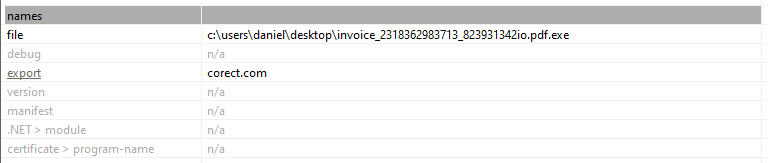 names
file c:\users\daniel\desktop\invoice_2318362983713_823931342io.pdf.exe
debug n/a
export corect.com
version n/a
manifest n/a
.NET > module n/a
certificate > program-name n/a